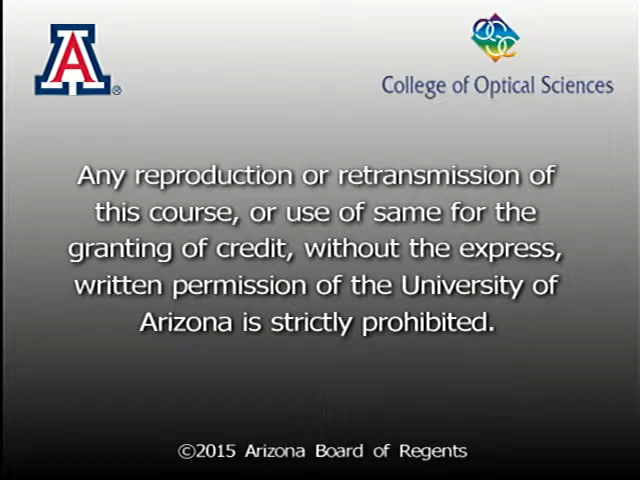 A ®
College of Optical Sciences
Any reproduction or retransmission of
this course, or use of same for the
granting of credit, without the express,
written permission of the University of
Arizona is strictly prohibited.
©2015 Arizona Board of Regents